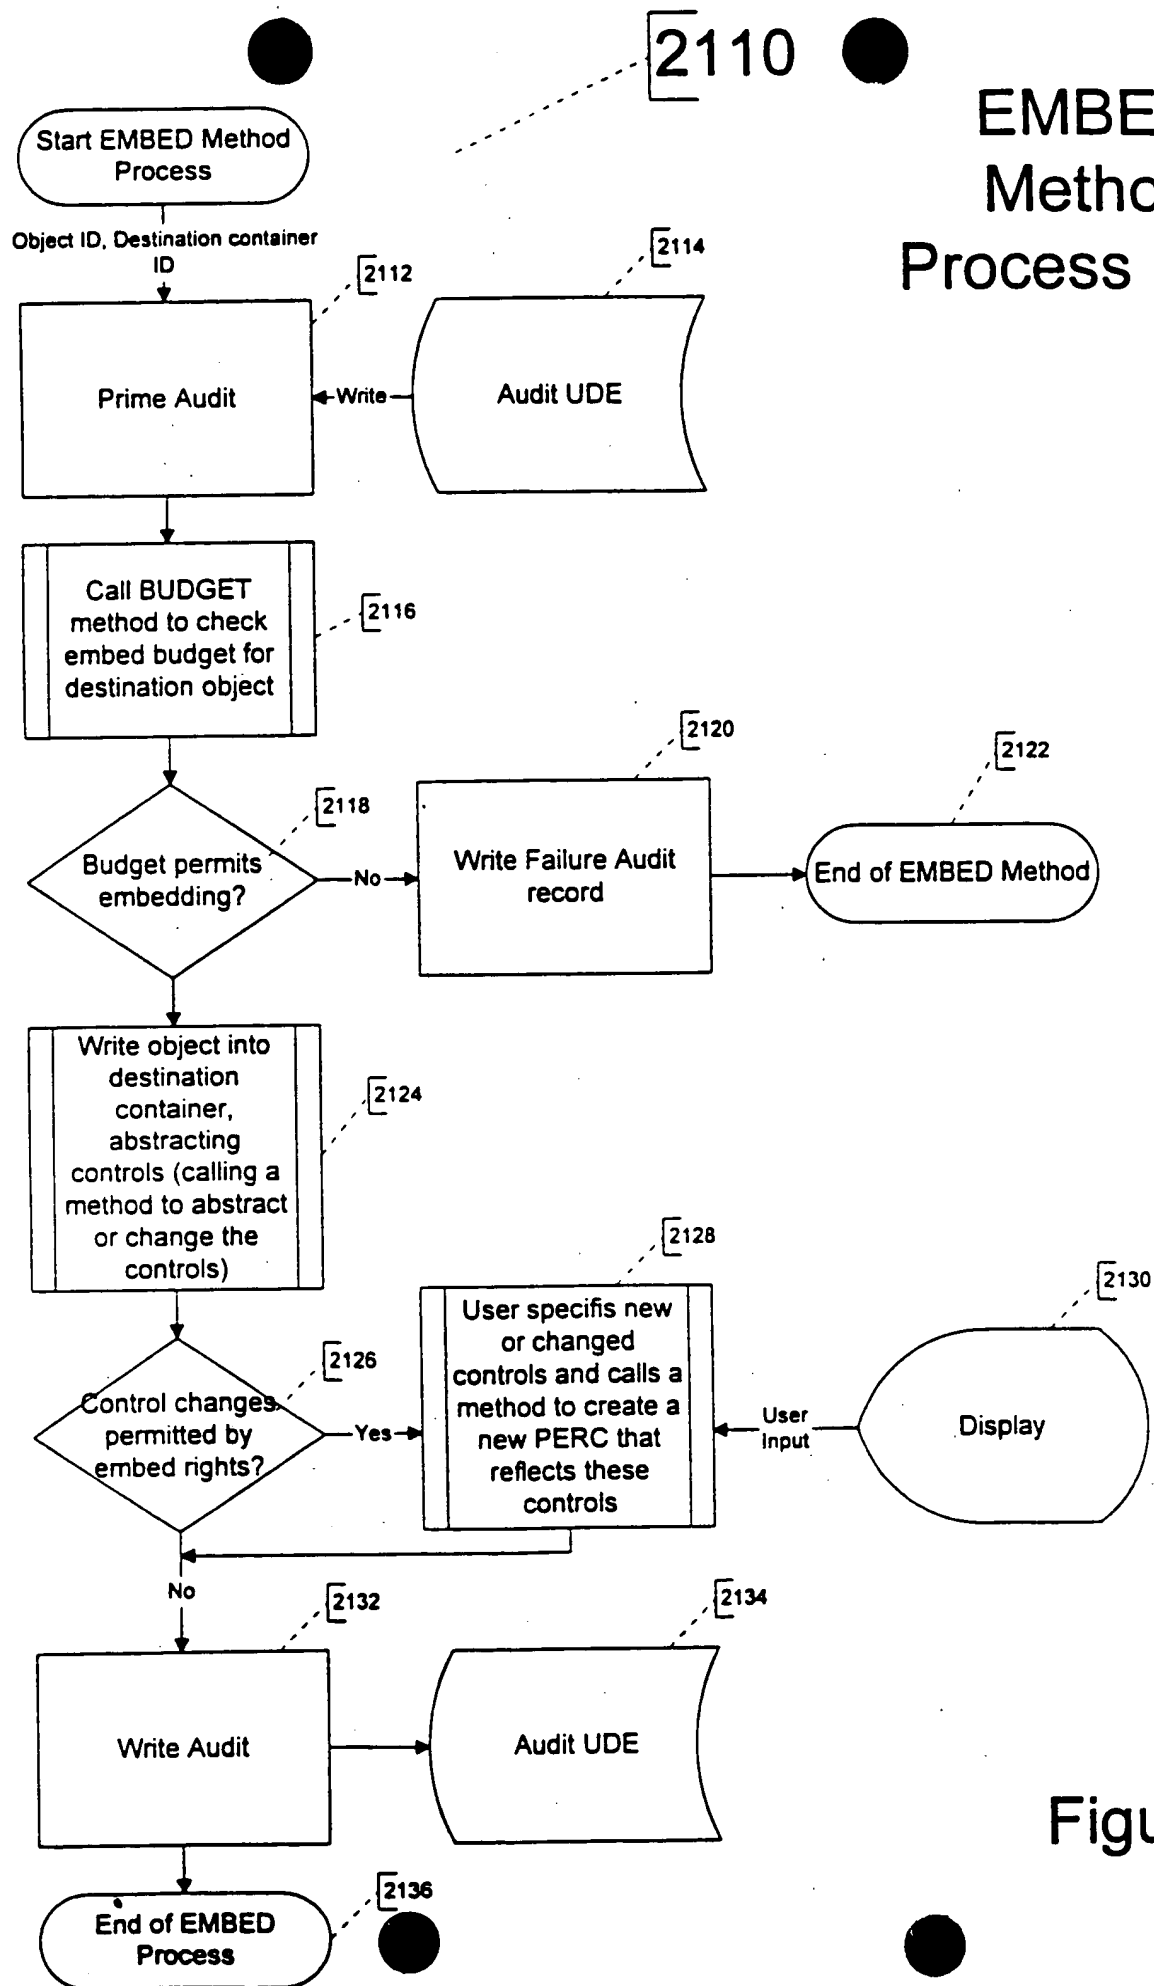 2110
EMBE
Metho
Process
Start EMBED Method
Process
Object ID, Destination container
ID
2112
2114
Prime Audit
Write
Audit UDE
Call BUDGET
method to check
embed budget for
destination object
2116
2118
2120
2122
Budget permits
embedding?
No
Write Failure Audit
record
End of EMBED Method
Write object into
destination
container,
abstracting
controls (calling a
method to abstract
or change the
controls)
2124
2126
2128
2130
Control changes
permitted by
embed rights?
Yes
User specifis new
or changed
controls and calls a
method to create a
new PERC that
reflects these
controls
User
Input
Display
No
2132
2134
Write Audit
Audit UDE
Figu
2136
End of EMBED
Process